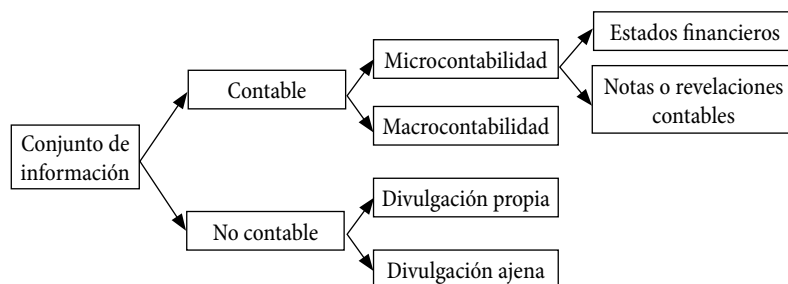 Estados financieros
Microcontabilidad
Contable
Notas o revelaciones
contables
Macrocontabilidad
Conjunto de
información
Divulgación propia
No contable
Divulgación ajena